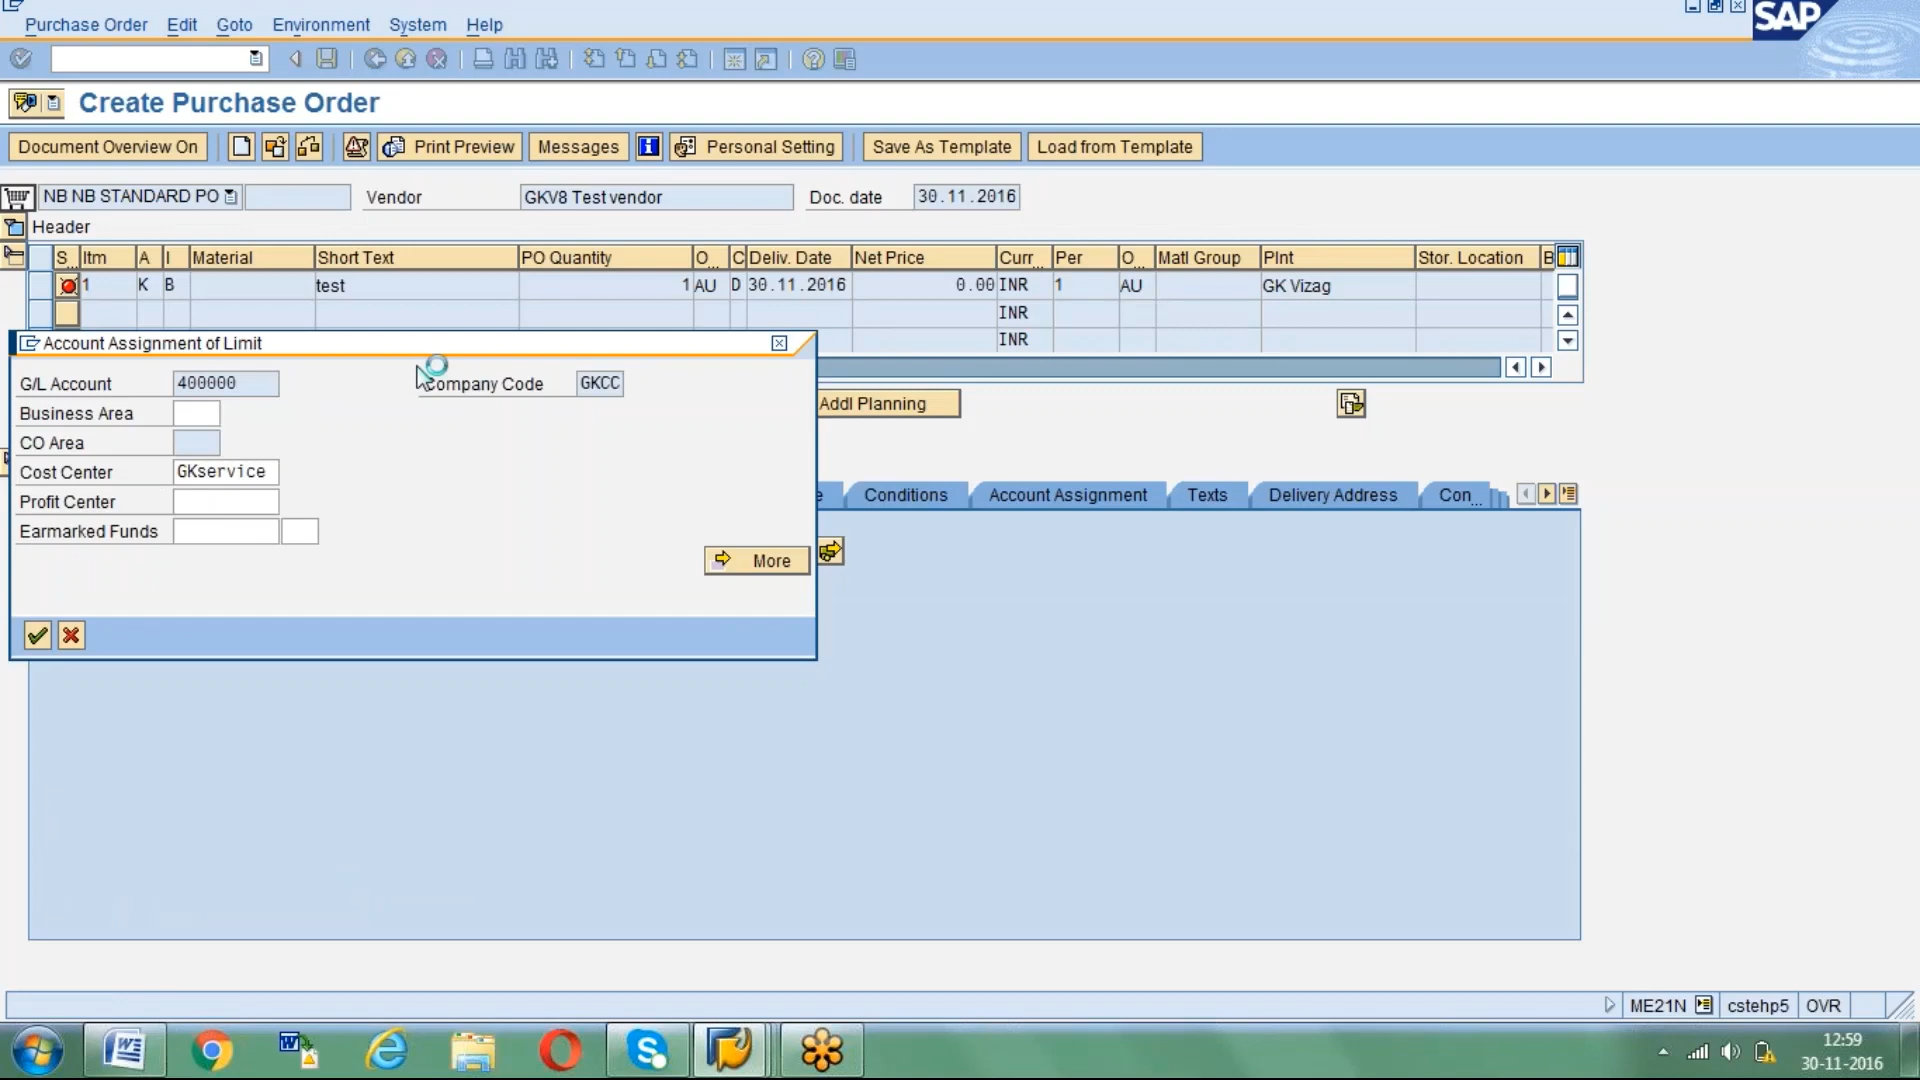 Purchase Order Edit Goto Environment System Help
SAP
Create Purchase Order
Document Overview On Print Preview Messages Personal Setting Save As Template Load from Template
NB NB STANDARD PO Vendor GKV8 Test vendor Doc. date 30.11.2016
Header
S... Itm A I Material Short Text PO Quantity O... C Deliv. Date Net Price Curr... Per O... Matl Group Plnt Stor. Location B
1 K B test 1 AU D 30.11.2016 0.00 INR 1 AU GK Vizag
INR
INR
Account Assignment of Limit
G/L Account 400000 Company Code GKCC
Business Area
CO Area
Cost Center GKservice
Profit Center
Earmarked Funds
More
Addl Planning
e Conditions Account Assignment Texts Delivery Address Con...
ME21N cstehp5 OVR
12:59
30-11-2016